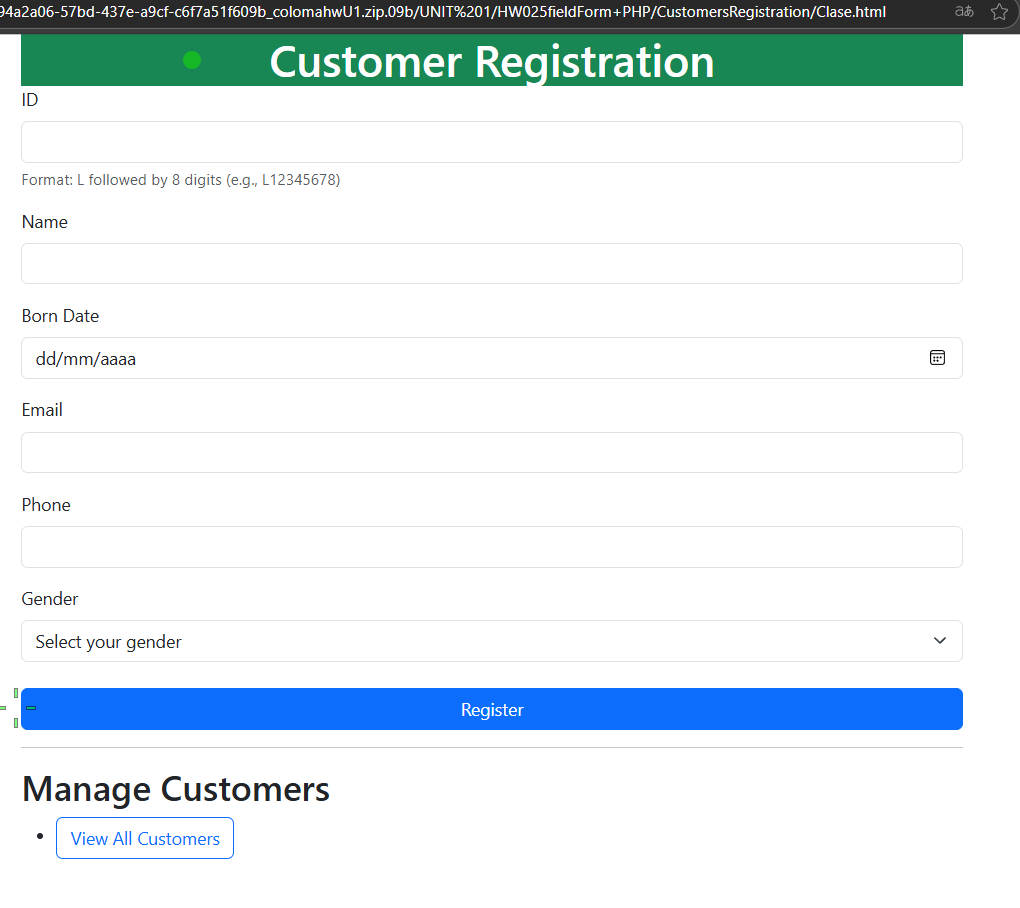 94a2a06-57bd-437e-a9cf-c6f7a51f609b_colomahwU1.zip.09b/UNIT%201/HW025fieldForm+PHP/CustomersRegistration/Clase.html
Customer Registration
ID
Format: L followed by 8 digits (e.g., L12345678)
Name
Born Date
dd/mm/aaaa
Email
Phone
Gender
Select your gender
Register
Manage Customers
View All Customers